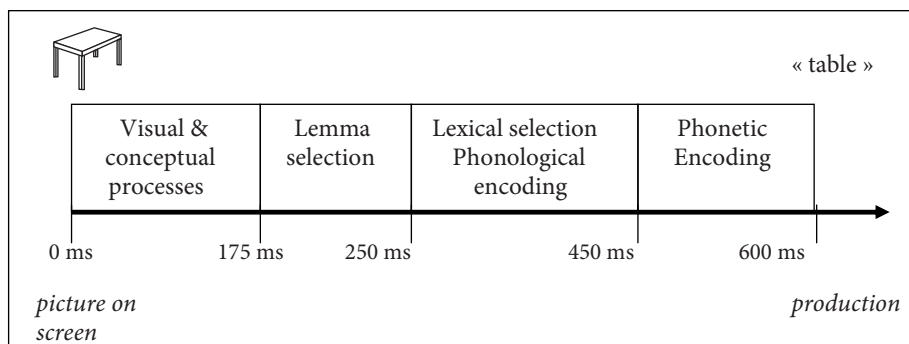 « table »
Visual &
conceptual
processes
Lemma
selection
Lexical selection
Phonological
encoding
Phonetic
Encoding
0 ms
175 ms
250 ms
450 ms
600 ms
picture on
screen
production